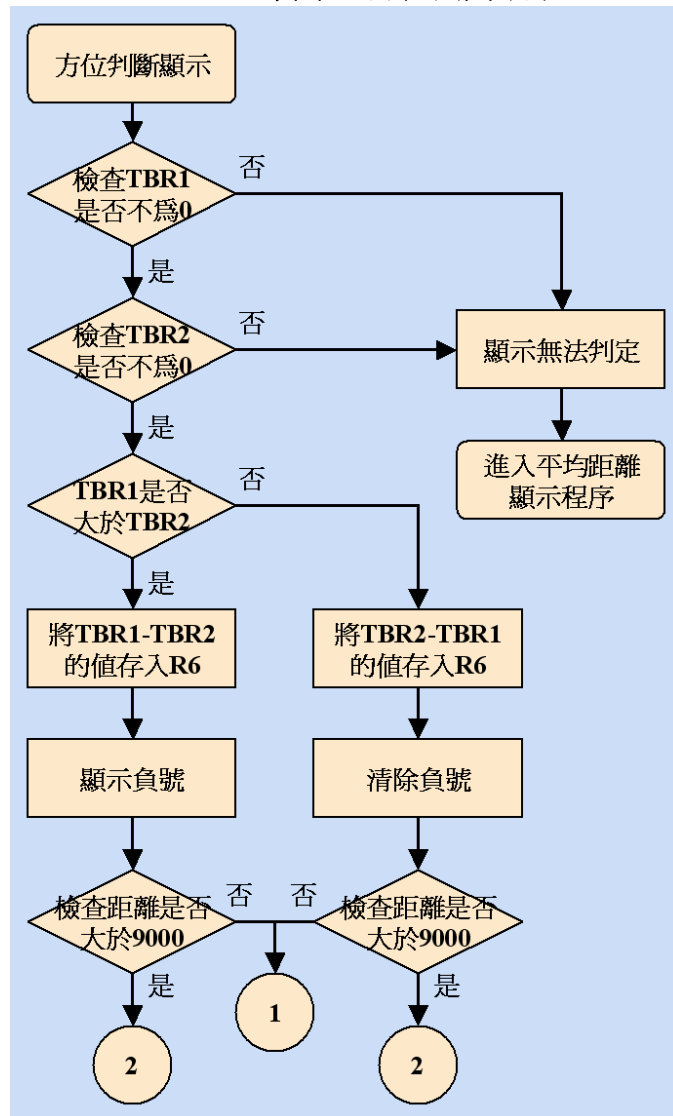 方位判斷顯示
檢查TBR1
是否不爲0
否
是
檢查TBR2
是否不爲0
否
顯示無法判定
是
進入平均距離
顯示程序
TBR1是否
大於TBR2
否
是
將TBR1-TBR2
的値存入R6
將TBR2-TBR1
的値存入R6
顯示負號
清除負號
檢查距離是否
大於9000
否
否
檢查距離是否
大於9000
是
是
1
2
2